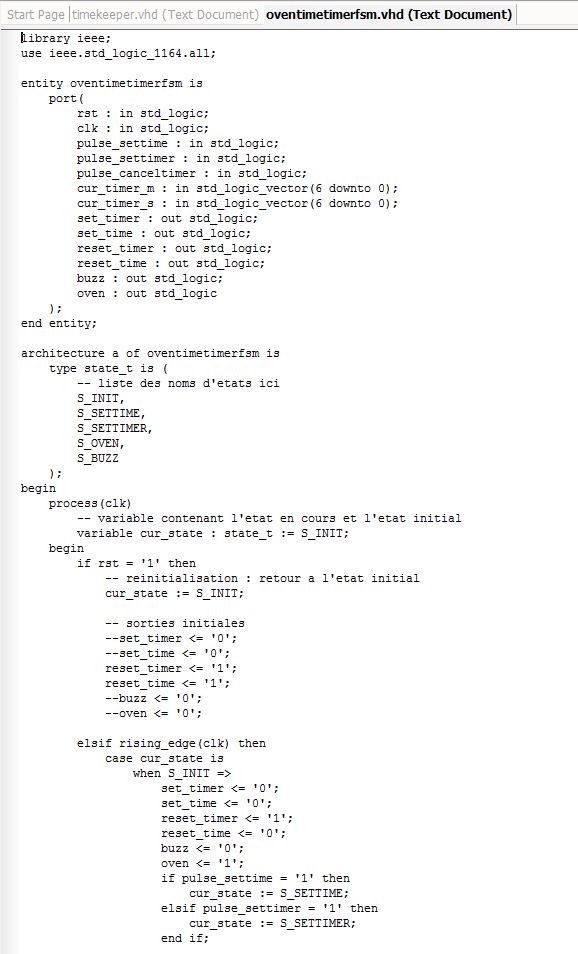 Start Page timekeeper.vhd (Text Document) oventimetimerfsm.vhd (Text Document)
library ieee;
use ieee.std_logic_1164.all;

entity oventimetimerfsm is
    port(
        rst : in std_logic;
        clk : in std_logic;
        pulse_settime : in std_logic;
        pulse_settimer : in std_logic;
        pulse_canceltimer : in std_logic;
        cur_timer_m : in std_logic_vector(6 downto 0);
        cur_timer_s : in std_logic_vector(6 downto 0);
        set_timer : out std_logic;
        set_time : out std_logic;
        reset_timer : out std_logic;
        reset_time : out std_logic;
        buzz : out std_logic;
        oven : out std_logic
    );
end entity;

architecture a of oventimetimerfsm is
    type state_t is (
        -- liste des noms d'etats ici
        S_INIT,
        S_SETTIME,
        S_SETTIMER,
        S_OVEN,
        S_BUZZ
    );
begin
    process(clk)
        -- variable contenant l'etat en cours et l'etat initial
        variable cur_state : state_t := S_INIT;
    begin
        if rst = '1' then
            -- reinitialisation : retour a l'etat initial
            cur_state := S_INIT;

            -- sorties initiales
            --set_timer <= '0';
            --set_time <= '0';
            reset_timer <= '1';
            reset_time <= '1';
            --buzz <= '0';
            --oven <= '0';

        elsif rising_edge(clk) then
            case cur_state is
                when S_INIT =>
                    set_timer <= '0';
                    set_time <= '0';
                    reset_timer <= '1';
                    reset_time <= '0';
                    buzz <= '0';
                    oven <= '1';
                    if pulse_settime = '1' then
                        cur_state := S_SETTIME;
                    elsif pulse_settimer = '1' then
                        cur_state := S_SETTIMER;
                    end if;